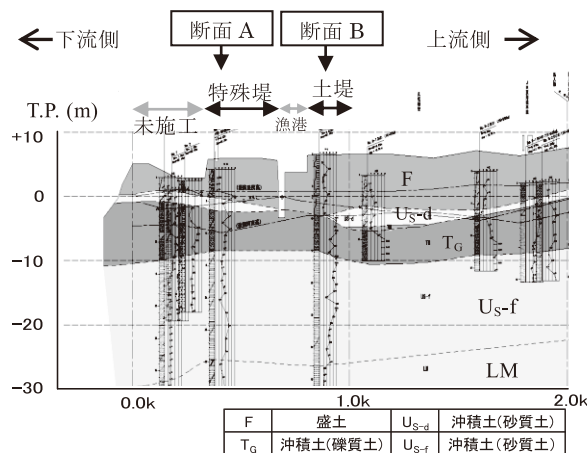 断面 A 断面 B
下流側 上流側
特殊堤 土堤
T.P. (m) 未施工 漁港
+10
F
0
US-d
TG
-10
US-f
-20
LM
-30
0.0k 1.0k 2.0k
F 盛土 US-d 沖積土(砂質土)
TG 沖積土(礫質土) US-f 沖積土(砂質土)